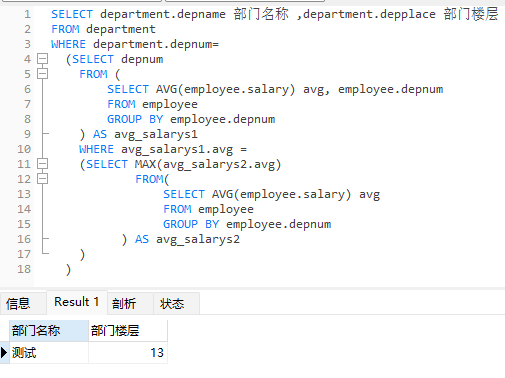 1 SELECT department.depname 部门名称 ,department.depplace 部门楼层
2 FROM department
3 WHERE department.depnum=
4 (SELECT depnum
5 FROM (
6 SELECT AVG(employee.salary) avg, employee.depnum
7 FROM employee
8 GROUP BY employee.depnum
9 ) AS avg_salarys1
10 WHERE avg_salarys1.avg =
11 (SELECT MAX(avg_salarys2.avg)
12 FROM(
13 SELECT AVG(employee.salary) avg
14 FROM employee
15 GROUP BY employee.depnum
16 ) AS avg_salarys2
17 )
18 )
信息 Result 1 剖析 状态
部门名称 部门楼层
测试 13